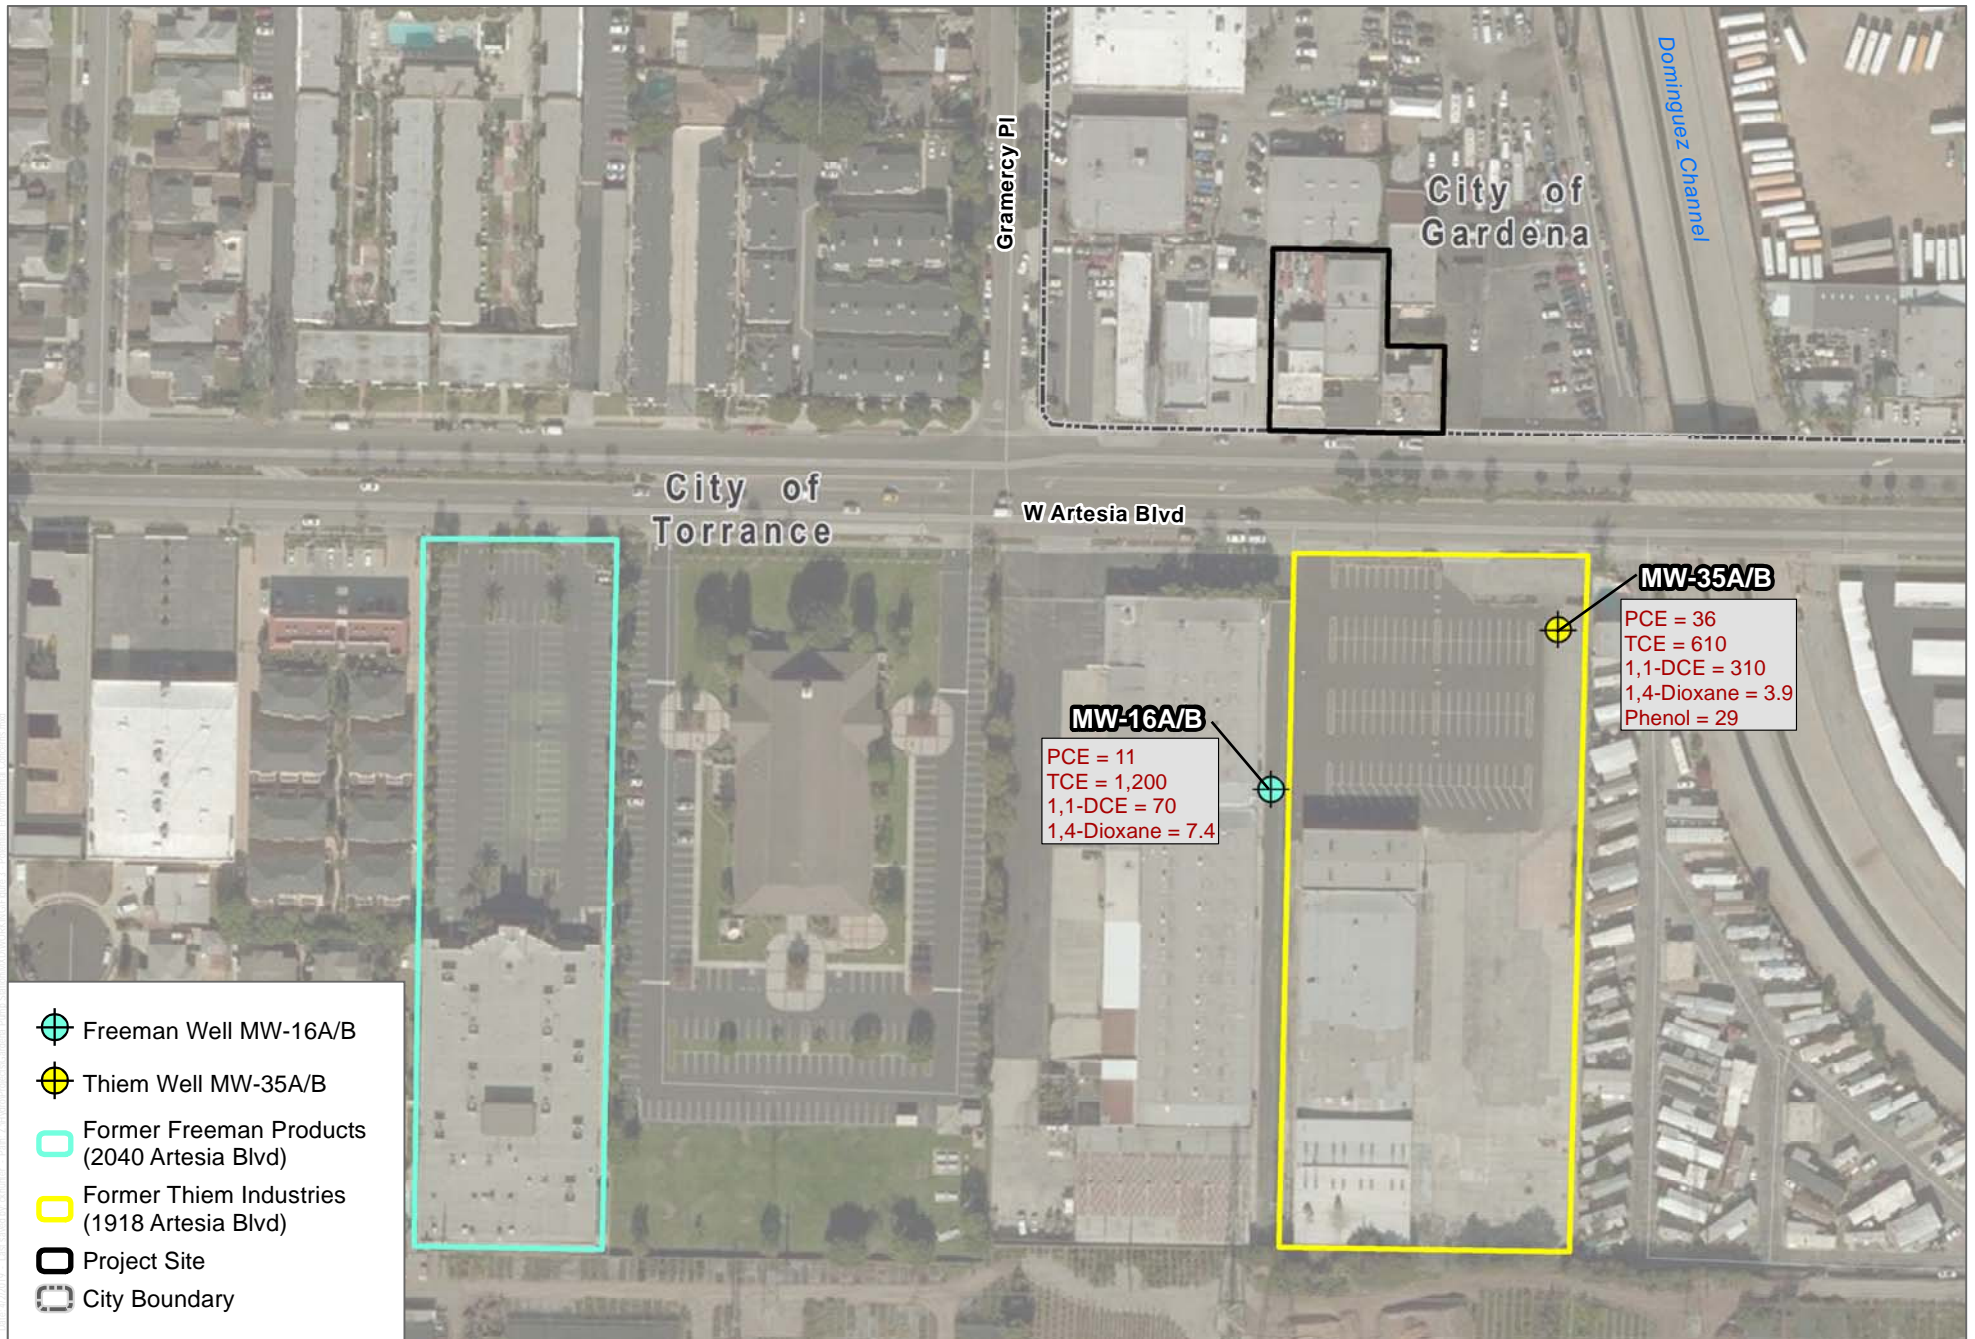 Dominguez Channel
Gramercy Pl
City of
Gardena
City of
Torrance
W Artesia Blvd
MW-35A/B
PCE = 36
TCE = 610
1,1-DCE = 310
1,4-Dioxane = 3.9
Phenol = 29
MW-16A/B
PCE = 11
TCE = 1,200
1,1-DCE = 70
1,4-Dioxane = 7.4
Freeman Well MW-16A/B
Thiem Well MW-35A/B
Former Freeman Products
(2040 Artesia Blvd)
Former Thiem Industries
(1918 Artesia Blvd)
Project Site
City Boundary